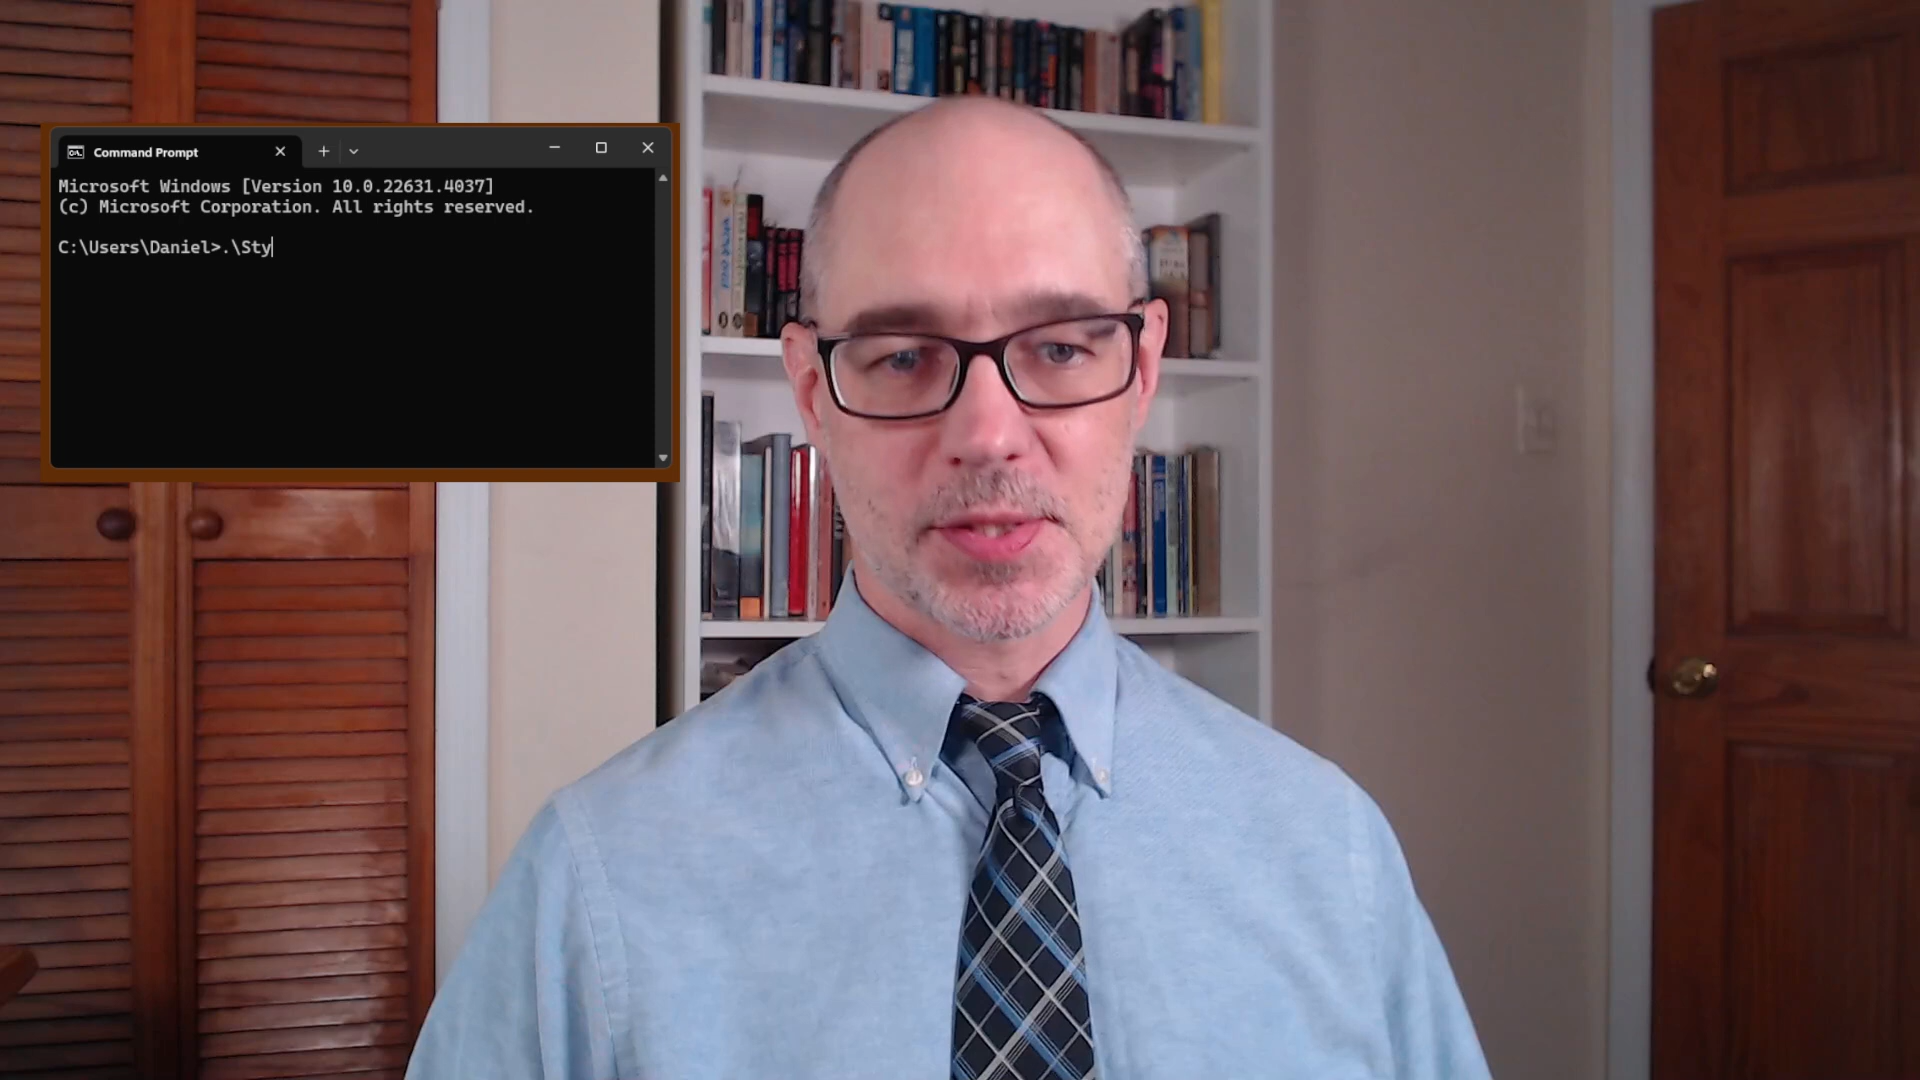 Command Prompt
Microsoft Windows [Version 10.0.22631.4037]
(c) Microsoft Corporation. All rights reserved.
C:\Users\Daniel>.\Sty